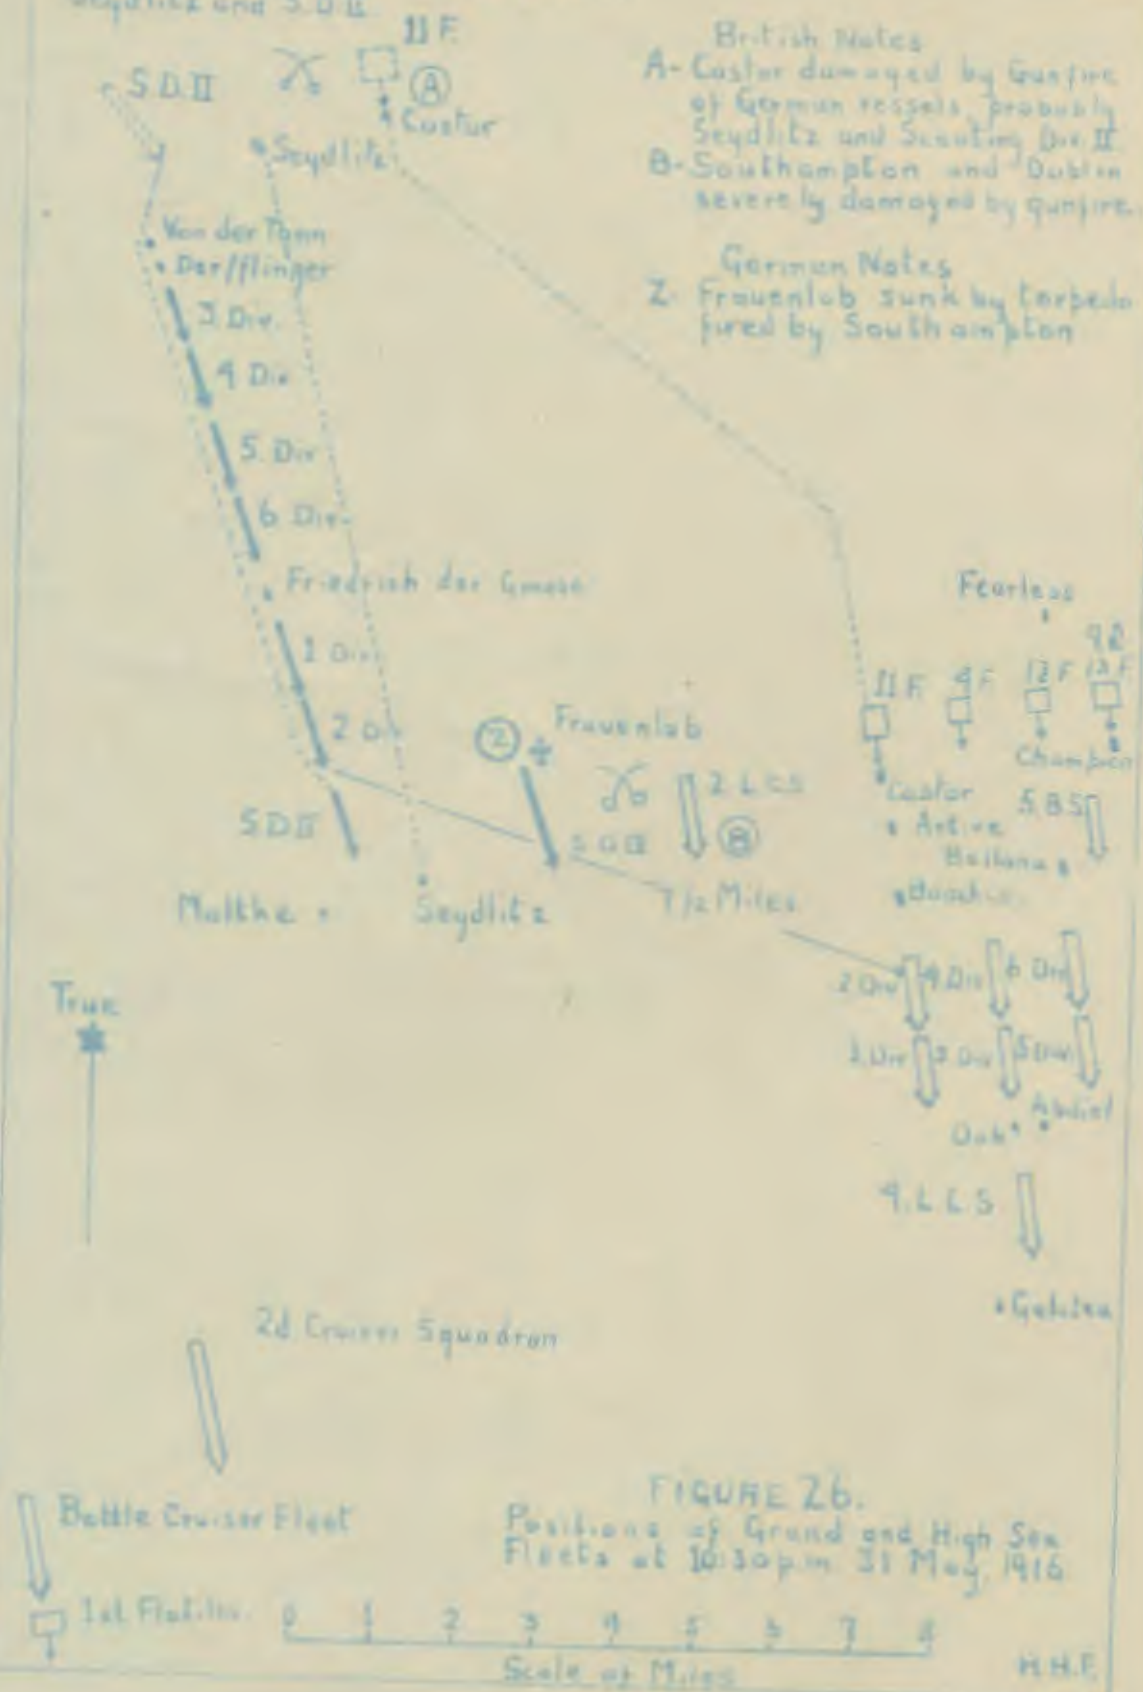 Seydlitz and S.D.II.
11 F.
S.D.II
A
Castor
Seydlitz
British Notes
A- Castor damaged by Gunfire
of German vessels, probably
Seydlitz and Scouting Div. II
B- Southampton and Dublin
severely damaged by gunfire.
German Notes
Z- Frauenlob sunk by torpedo
fired by Southampton
Von der Tann
Derfflinger
3 Div.
4 Div
5. Div
6 Div.
Friedrich der Grosse
1 Div.
2 Div
Z
Frauenlob
2 L C S
B
S.D.II
Molthe
Seydlitz
7 1/2 Miles
Fearless
11 F.
4 F.
12 F
13 F.
Champion
Castor
Active
5. B S
Bellona
2 Div
4 Div
6 Div
1 Div
3 Div
5 Div
Oak
Abdiel
4. L C S
Galatea
True
2d Cruiser Squadron
Battle Cruiser Fleet
1st Flotilla
FIGURE 26.
Positions of Grand and High Sea
Fleets at 10:30 p.m. 31 May, 1916
0 1 2 3 4 5 6 7 8
Scale of Miles
H.H.F.